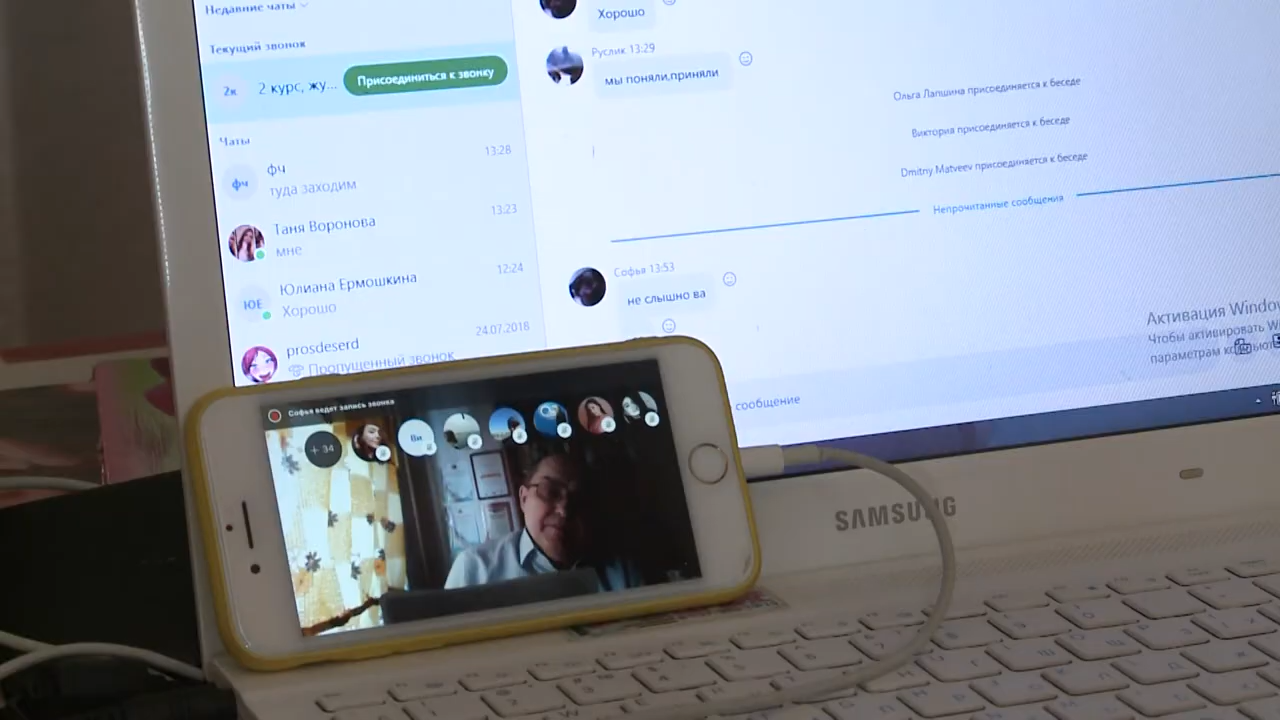 Недавние чаты
Текущий звонок
2к
2 курс, жу...
Присоединиться к звонку
Чаты
фч
фч
13:28
туда заходим
Таня Воронова
13:23
мне
ЮЕ
Юлиана Ермошкина
12:24
Хорошо
prosdeserd
24.07.2018
Пропущенный звонок
Хорошо
Руслик 13:29
мы поняли,приняли
Ольга Лапшина присоединяется к беседе
Виктория присоединяется к беседе
Dmitriy Matveev присоединяется к беседе
Непрочитанные сообщения
Софья 13:53
не слышно ва
Активация Windo
Чтобы активировать W
параметрам компьют
сообщение
Софья ведет запись звонка
+ 34
Ви
SAMSUNG